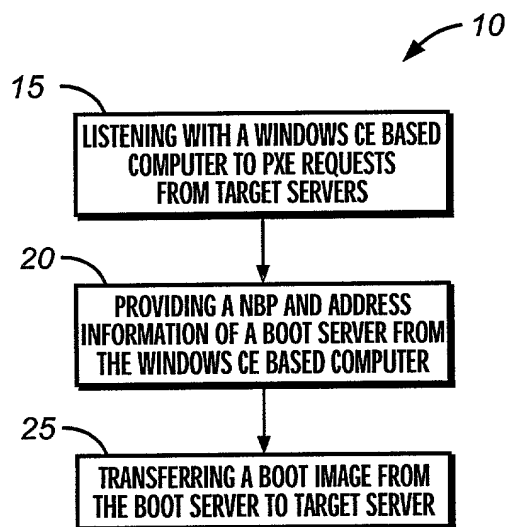 10
15
LISTENING WITH A WINDOWS CE BASED
COMPUTER TO PXE REQUESTS
FROM TARGET SERVERS
20
PROVIDING A NBP AND ADDRESS
INFORMATION OF A BOOT SERVER FROM
THE WINDOWS CE BASED COMPUTER
25
TRANSFERRING A BOOT IMAGE FROM
THE BOOT SERVER TO TARGET SERVER